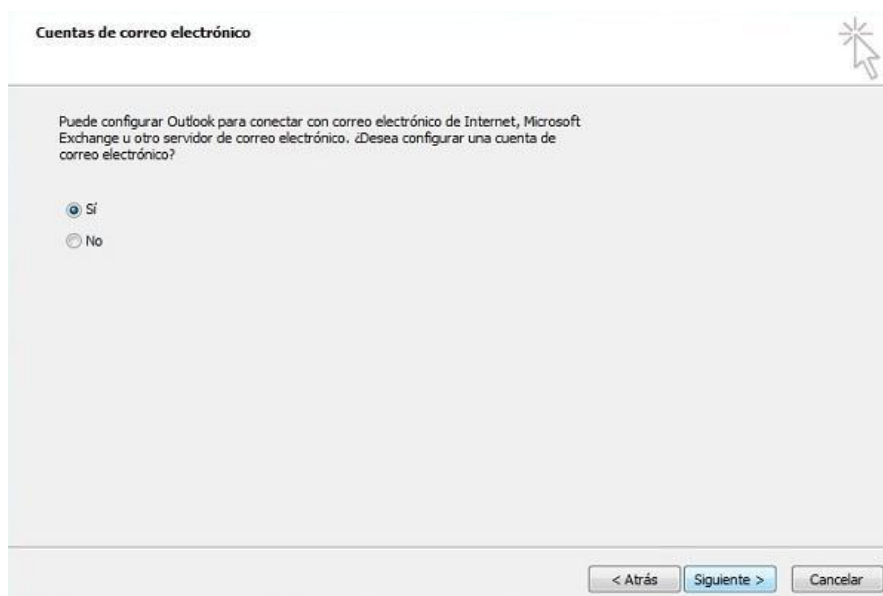 Cuentas de correo electrónico
Puede configurar Outlook para conectar con correo electrónico de Internet, Microsoft
Exchange u otro servidor de correo electrónico. ¿Desea configurar una cuenta de
correo electrónico?
Sí
No
< Atrás
Siguiente >
Cancelar